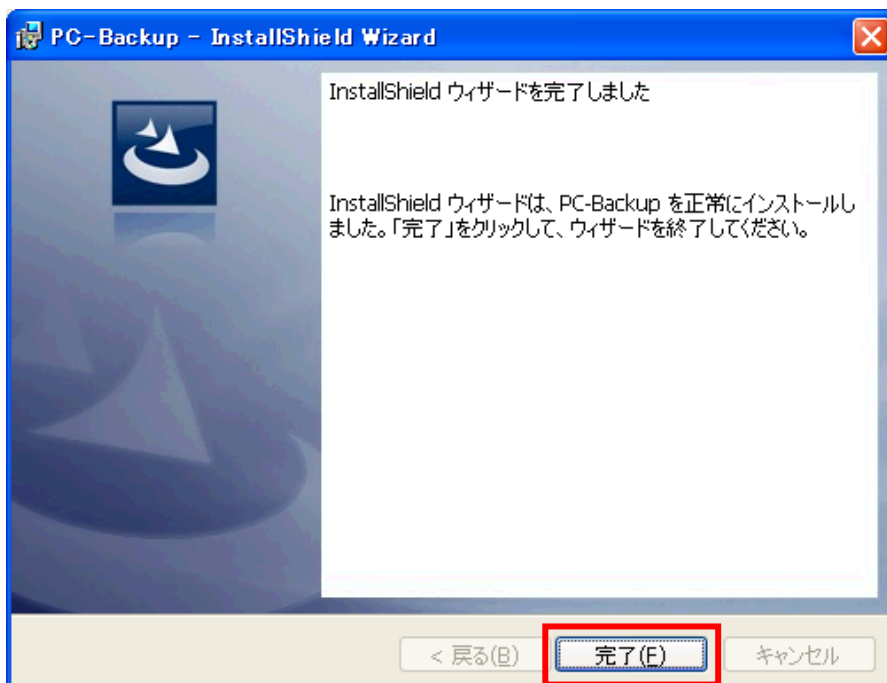 PC-Backup - InstallShield Wizard
InstallShield ウィザードを完了しました
InstallShield ウィザードは、PC-Backup を正常にインストールし
ました。「完了」をクリックして、ウィザードを終了してください。
< 戻る(B) 完了(F) キャンセル